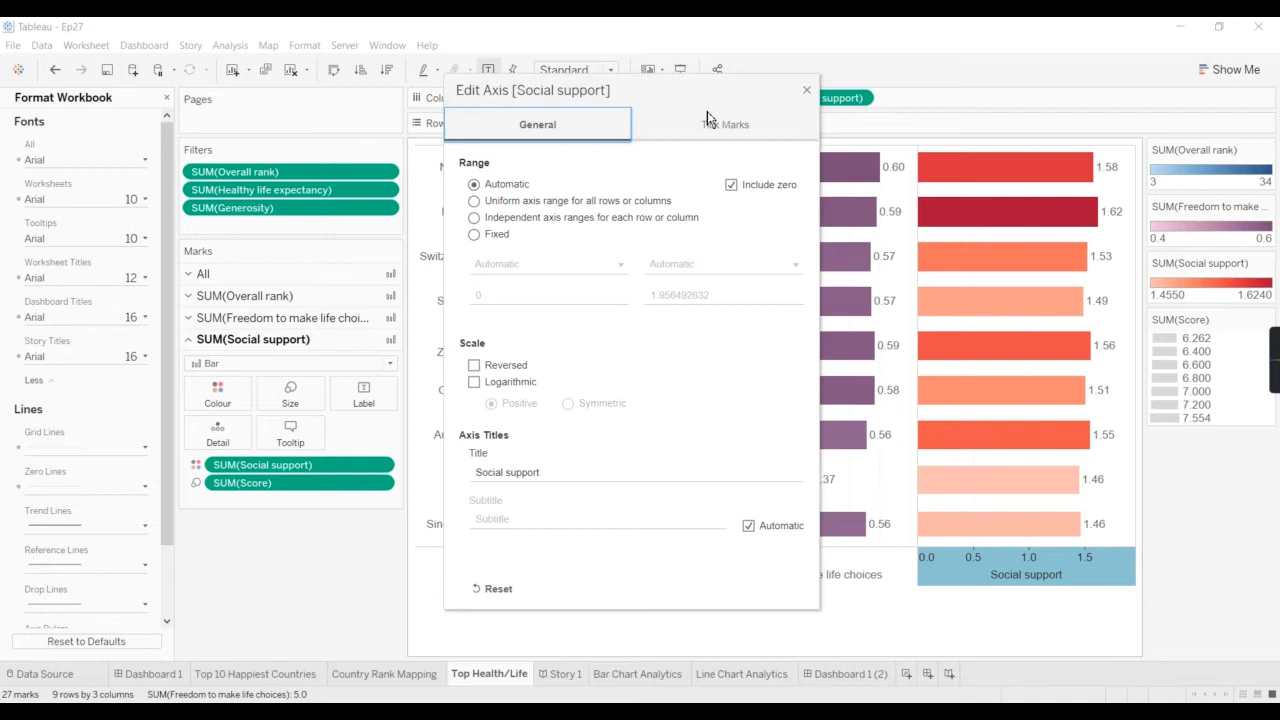 Tableau - Ep27
File Data Worksheet Dashboard Story Analysis Map Format Server Window Help
Standard
Show Me
Format Workbook
Fonts
All
Arial
Worksheets
Arial 10
Tooltips
Arial 10
Worksheet Titles
Arial 12
Dashboard Titles
Arial 16
Story Titles
Arial 16
Less
Lines
Grid Lines
Zero Lines
Trend Lines
Reference Lines
Drop Lines
Reset to Defaults
Pages
Filters
SUM(Overall rank)
SUM(Healthy life expectancy)
SUM(Generosity)
Marks
All
SUM(Overall rank)
SUM(Freedom to make life choi...
SUM(Social support)
Bar
Colour Size Label
Detail Tooltip
SUM(Social support)
SUM(Score)
Edit Axis [Social support]
General
Marks
Range
Automatic
Include zero
Uniform axis range for all rows or columns
Independent axis ranges for each row or column
Fixed
Automatic Automatic
0 1.956492632
Scale
Reversed
Logarithmic
Positive Symmetric
Axis Titles
Title
Social support
Subtitle
Subtitle
Automatic
Reset
support)
0.60 1.58
0.59 1.62
0.57 1.53
0.57 1.49
0.59 1.56
0.58 1.51
0.56 1.55
.37 1.46
0.56 1.46
0.0 0.5 1.0 1.5
life choices
Social support
SUM(Overall rank)
3 34
SUM(Freedom to make ...
0.4 0.6
SUM(Social support)
1.4550 1.6240
SUM(Score)
6.262
6.400
6.600
6.800
7.000
7.200
7.554
Data Source Dashboard 1 Top 10 Happiest Countries Country Rank Mapping Top Health/Life Story 1 Bar Chart Analytics Line Chart Analytics Dashboard 1 (2)
27 marks 9 rows by 3 columns SUM(Freedom to make life choices): 5.0